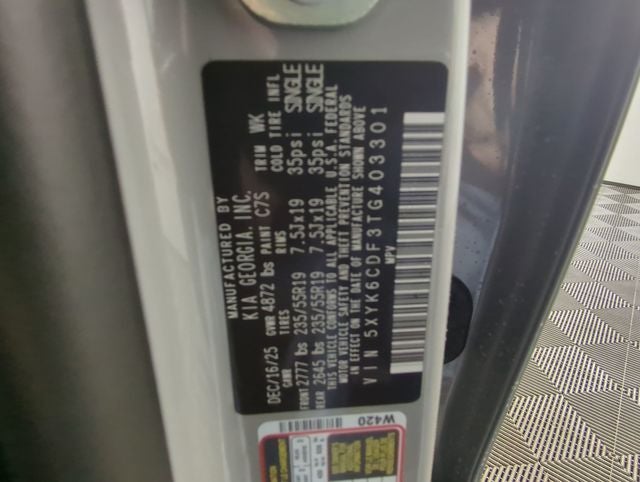 MANUFACTURED BY
KIA GEORGIA, INC.
DEC/16/25 GVWR 4872 lbs PAINT C7S TRIM WK
GAWR TIRES RIMS COLD TIRE INFL
FRONT 2777 lbs 235/55R19 7.5Jx19 35psi SINGLE
REAR 2645 lbs 235/55R19 7.5Jx19 35psi SINGLE
THIS VEHICLE CONFORMS TO ALL APPLICABLE U.S.A. FEDERAL
MOTOR VEHICLE SAFETY AND THEFT PREVENTION STANDARDS
IN EFFECT ON THE DATE OF MANUFACTURE SHOWN ABOVE
VIN 5XYK6CDF3TG403301
MPV
W420